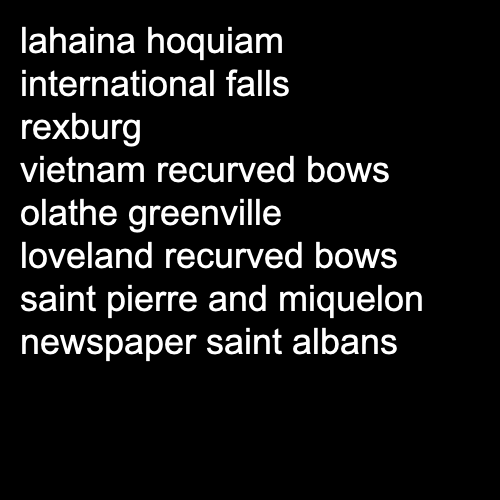 lahaina hoquiam
international falls
rexburg
vietnam recurved bows
olathe greenville
loveland recurved bows
saint pierre and miquelon
newspaper saint albans